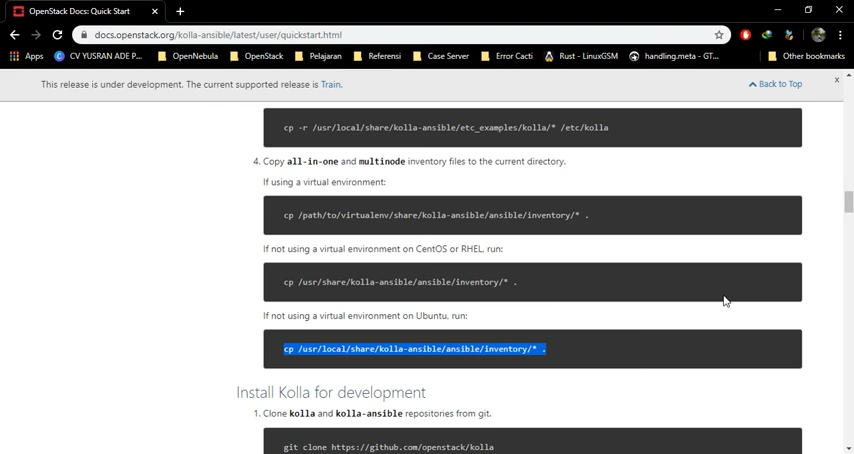 OpenStack Docs: Quick Start
docs.openstack.org/kolla-ansible/latest/user/quickstart.html
Apps CV YUSRAN ADE P... OpenNebula OpenStack Pelajaran Referensi Case Server Error Cacti Rust - LinuxGSM handling.meta - GT... Other bookmarks
This release is under development. The current supported release is Train.
Back to Top
x
cp -r /usr/local/share/kolla-ansible/etc_examples/kolla/* /etc/kolla
4. Copy all-in-one and multinode inventory files to the current directory.
If using a virtual environment:
cp /path/to/virtualenv/share/kolla-ansible/ansible/inventory/* .
If not using a virtual environment on CentOS or RHEL, run:
cp /usr/share/kolla-ansible/ansible/inventory/* .
If not using a virtual environment on Ubuntu, run:
cp /usr/local/share/kolla-ansible/ansible/inventory/* .
Install Kolla for development
1. Clone kolla and kolla-ansible repositories from git.
git clone https://github.com/openstack/kolla